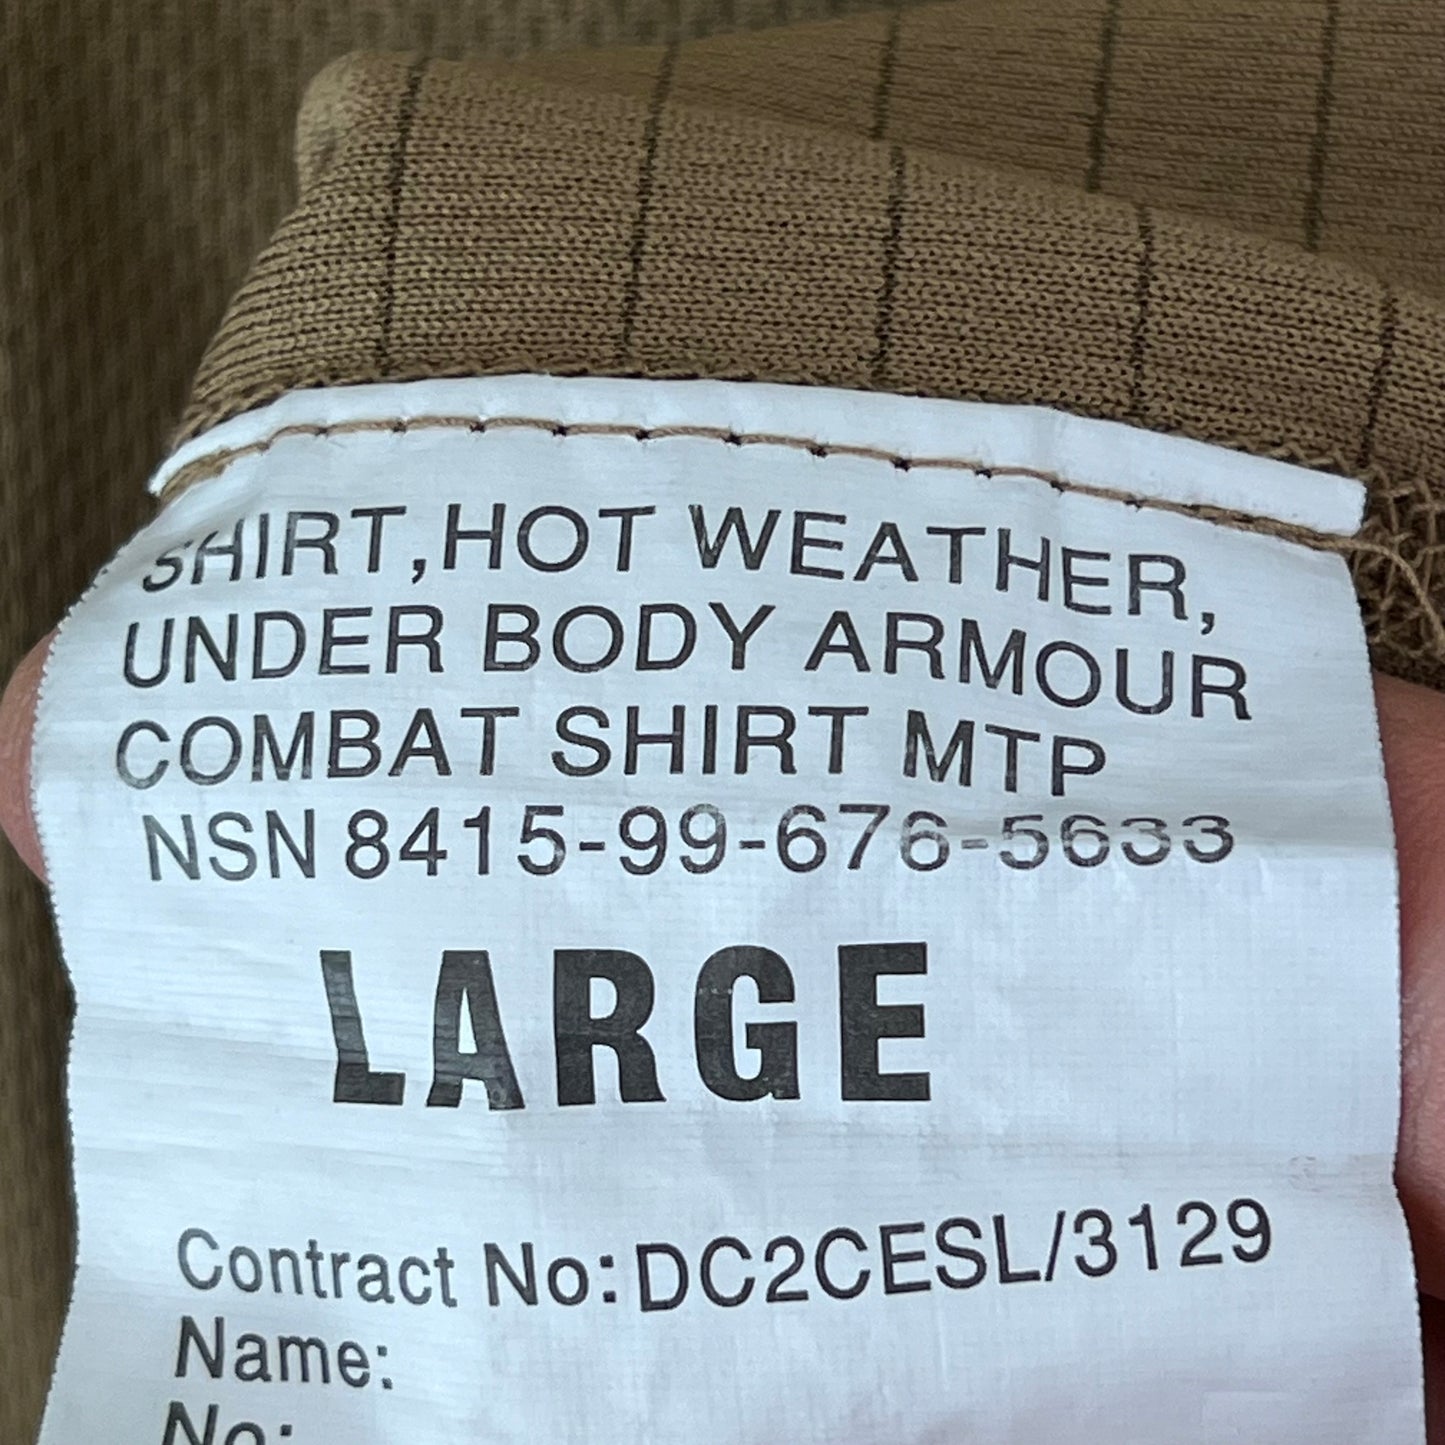 SHIRT,HOT WEATHER,
UNDER BODY ARMOUR
COMBAT SHIRT MTP
NSN 8415-99-676-5633
LARGE
Contract No:DC2CESL/3129
Name:
No: